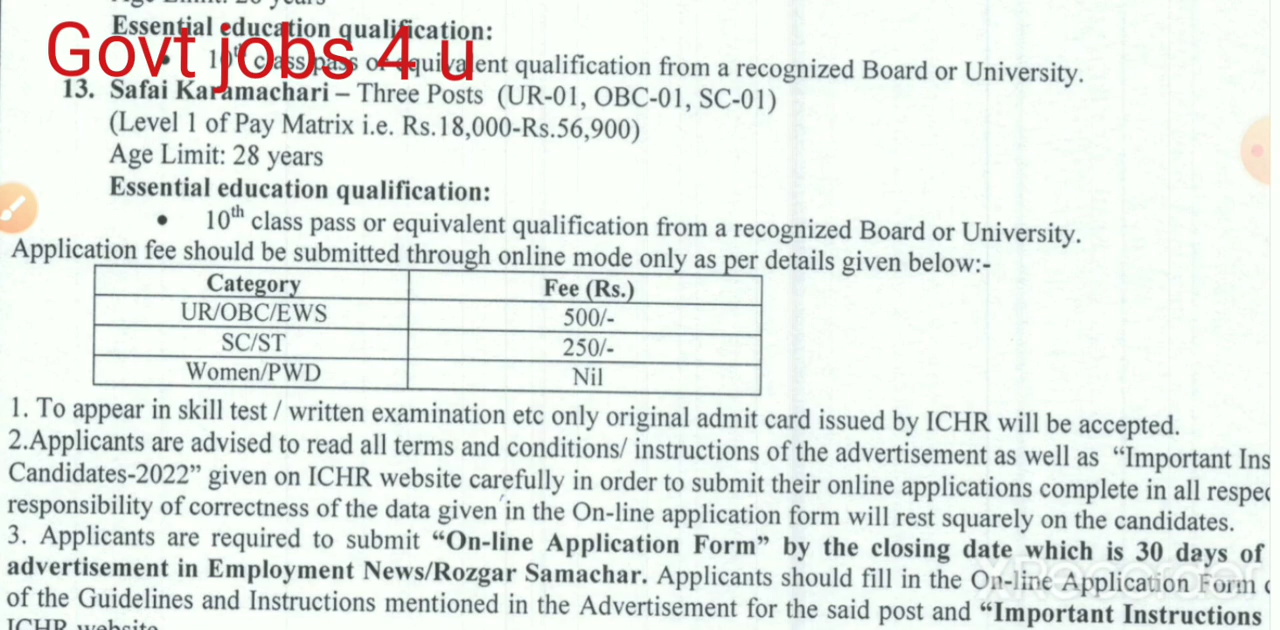 Essential education qualification:
Govt jobs 4 u
• 10th class pass or equivalent qualification from a recognized Board or University.
13. Safai Karamachari – Three Posts (UR-01, OBC-01, SC-01)
(Level 1 of Pay Matrix i.e. Rs.18,000-Rs.56,900)
Age Limit: 28 years
Essential education qualification:
• 10th class pass or equivalent qualification from a recognized Board or University.
Application fee should be submitted through online mode only as per details given below:-
Category Fee (Rs.)
UR/OBC/EWS 500/-
SC/ST 250/-
Women/PWD Nil
1. To appear in skill test / written examination etc only original admit card issued by ICHR will be accepted.
2.Applicants are advised to read all terms and conditions/ instructions of the advertisement as well as “Important Ins
Candidates-2022” given on ICHR website carefully in order to submit their online applications complete in all respec
responsibility of correctness of the data given in the On-line application form will rest squarely on the candidates.
3. Applicants are required to submit “On-line Application Form” by the closing date which is 30 days of
advertisement in Employment News/Rozgar Samachar. Applicants should fill in the On-line Application Form
of the Guidelines and Instructions mentioned in the Advertisement for the said post and “Important Instructions
ICHR website
XRecorder